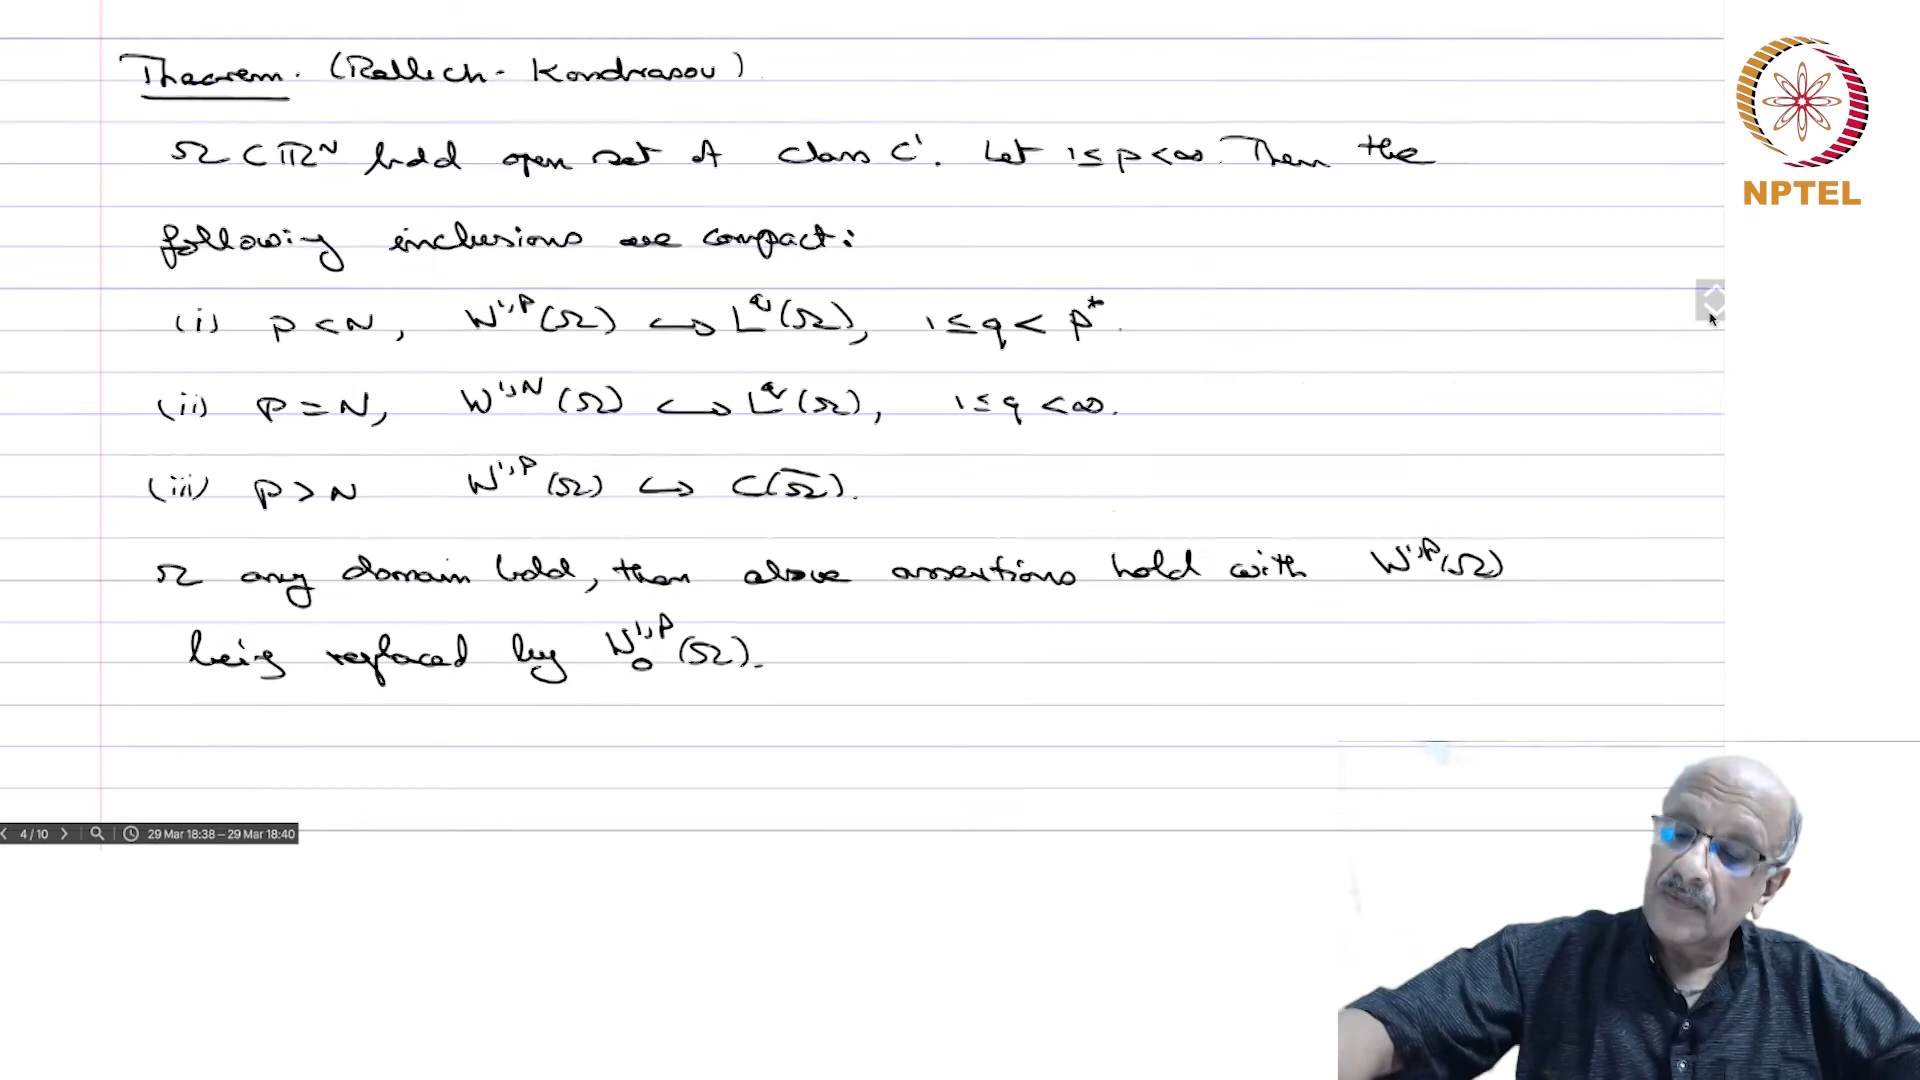 Theorem. (Rellich - Kondrasov)
Ω ⊂ ℝᴺ bdd open set of class C¹. Let 1 ≤ p < ∞. Then the
following inclusions are compact:
(i) p < N, W^{1,p}(Ω) ↪ L^q(Ω), 1 ≤ q < p*.
(ii) p = N, W^{1,N}(Ω) ↪ L^q(Ω), 1 ≤ q < ∞.
(iii) p > N W^{1,p}(Ω) ↪ C(Ω̅).
Ω any domain bdd, then above assertions hold with W^{1,p}(Ω)
being replaced by W₀^{1,p}(Ω).
NPTEL
4 / 10 29 Mar 18:38 – 29 Mar 18:40